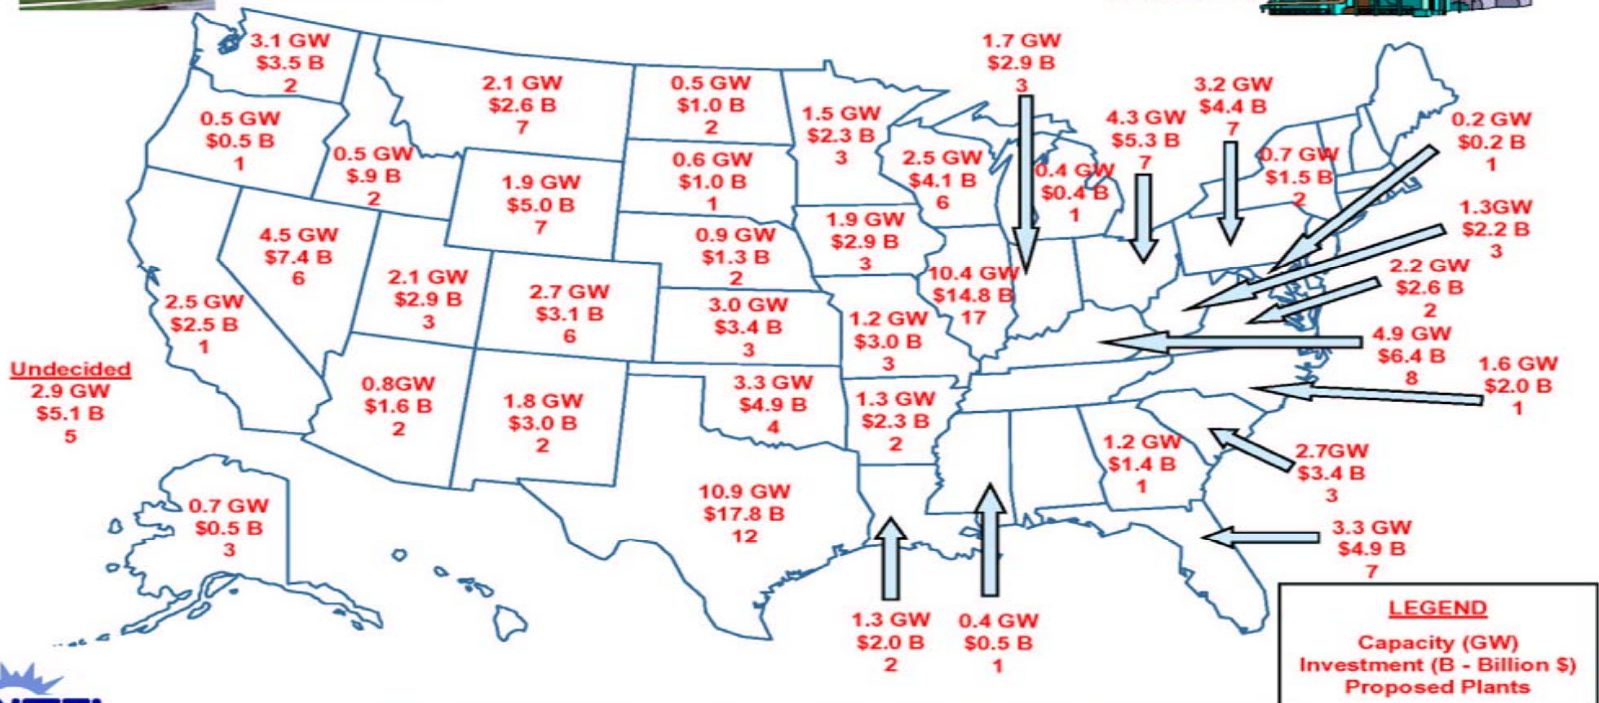 3.1 GW
$3.5 B
2
0.5 GW
$0.5 B
1
0.5 GW
$.9 B
2
2.1 GW
$2.6 B
7
1.9 GW
$5.0 B
7
0.5 GW
$1.0 B
2
0.6 GW
$1.0 B
1
0.9 GW
$1.3 B
2
3.0 GW
$3.4 B
3
1.5 GW
$2.3 B
3
1.9 GW
$2.9 B
3
2.5 GW
$4.1 B
6
1.7 GW
$2.9 B
3
0.4 GW
$0.4 B
1
4.3 GW
$5.3 B
7
3.2 GW
$4.4 B
7
0.7 GW
$1.5 B
2
0.2 GW
$0.2 B
1
1.3GW
$2.2 B
3
2.2 GW
$2.6 B
2
4.9 GW
$6.4 B
8
1.6 GW
$2.0 B
1
4.5 GW
$7.4 B
6
2.5 GW
$2.5 B
1
2.1 GW
$2.9 B
3
2.7 GW
$3.1 B
6
10.4 GW
$14.8 B
17
1.2 GW
$3.0 B
3
Undecided
2.9 GW
$5.1 B
5
0.8GW
$1.6 B
2
1.8 GW
$3.0 B
2
3.3 GW
$4.9 B
4
1.3 GW
$2.3 B
2
1.2 GW
$1.4 B
1
2.7GW
$3.4 B
3
0.7 GW
$0.5 B
3
10.9 GW
$17.8 B
12
3.3 GW
$4.9 B
7
1.3 GW
$2.0 B
2
0.4 GW
$0.5 B
1
LEGEND
Capacity (GW)
Investment (B - Billion $)
Proposed Plants